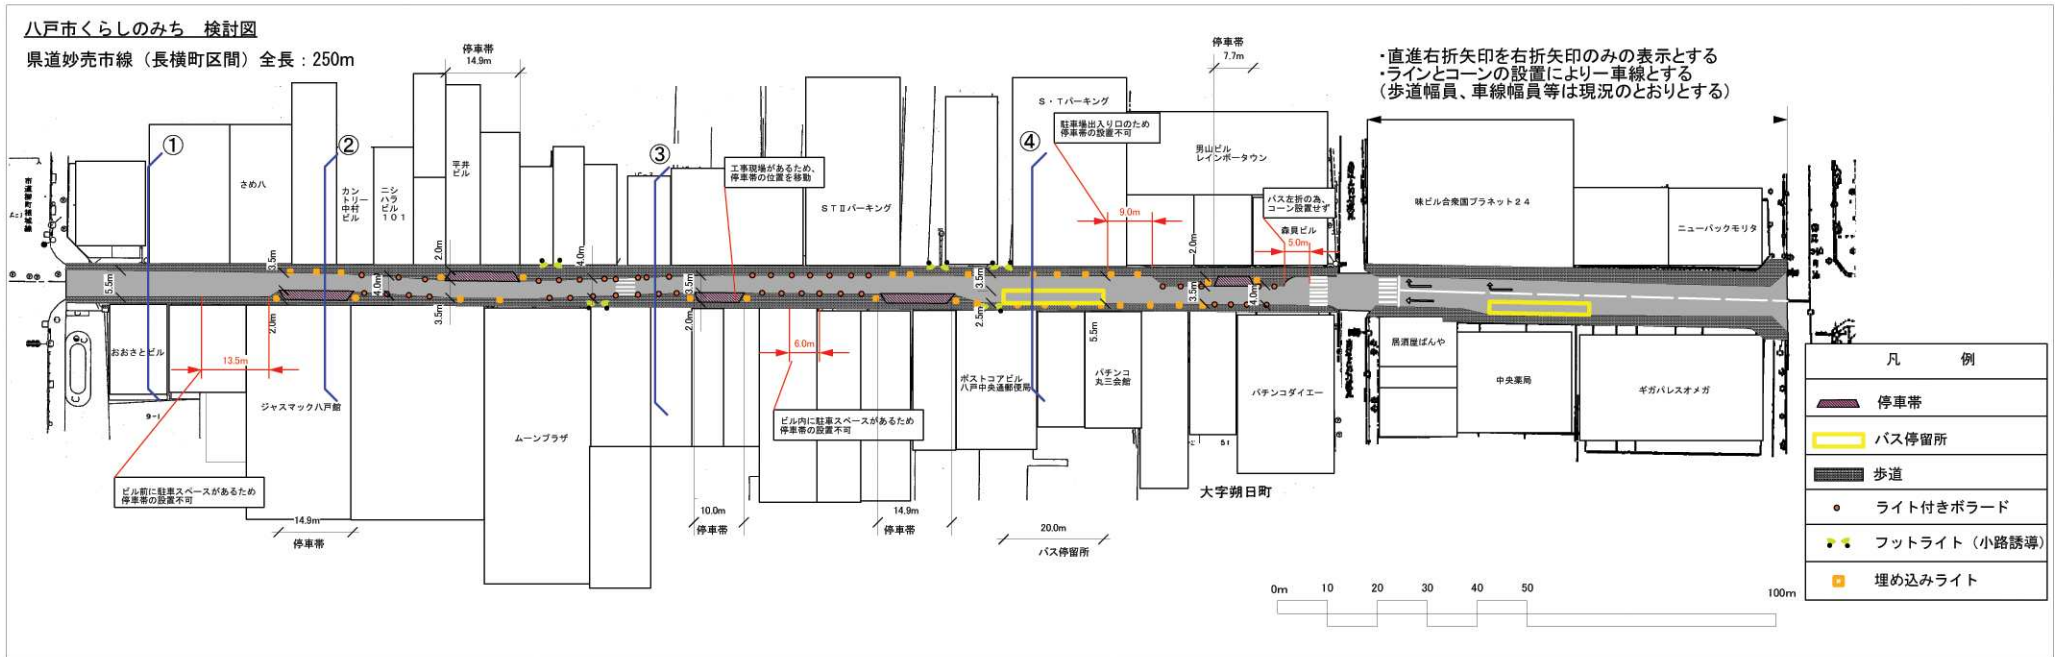 八戸市くらしのみち 検討図
県道妙売市線（長横町区間）全長：250m
停車帯
14.9m
停車帯
7.7m
・直進右折矢印を右折矢印のみの表示とする
・ラインとコーンの設置により一車線とする
（歩道幅員、車線幅員等は現況のとおりとする）
①
②
③
④
さめ八
カン
トリー
中村
ビル
ニシ
ハラ
ビル
101
平井
ビル
工事現場があるため、
停車帯の位置を移動
STⅡパーキング
S・Tパーキング
駐車場出入り口のため
停車帯の設置不可
男山ビル
レインボータウン
バス左折の為、
コーン設置せず
森貝ビル
味ビル合衆国プラネット24
ニューパックモリタ
9.0m
5.0m
5.5m
3.5m
2.0m
4.0m
2.0m
3.5m
4.0m
3.5m
2.0m
3.5m
2.5m
5.5m
2.0m
3.5m
4.0m
おおさとビル
13.5m
9-1
ジャスマック八戸館
ムーンプラザ
6.0m
ビル内に駐車スペースがあるため
停車帯の設置不可
ポストコアビル
八戸中央通郵便局
パチンコ
丸三会館
パチンコダイエー
居酒屋ばんや
中央薬局
ギガパレスオメガ
ビル前に駐車スペースがあるため
停車帯の設置不可
14.9m
停車帯
10.0m
停車帯
14.9m
停車帯
20.0m
バス停留所
51
大字朔日町
凡 例
停車帯
バス停留所
歩道
ライト付きボラード
フットライト（小路誘導）
埋め込みライト
0m 10 20 30 40 50 100m